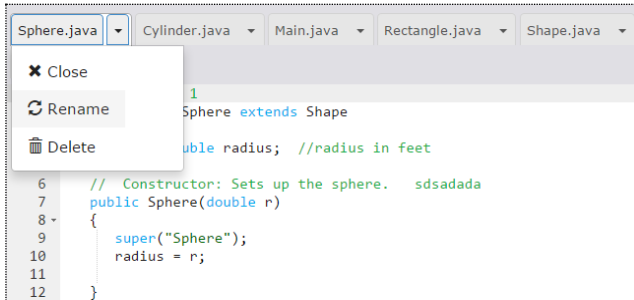 Sphere.java Cylinder.java Main.java Rectangle.java Shape.java
Close
1
Rename
Sphere extends Shape
Delete
uble radius;  //radius in feet
6 //  Constructor: Sets up the sphere.   sdsadada
7 public Sphere(double r)
8 {
9 super("Sphere");
10 radius = r;
11
12 }